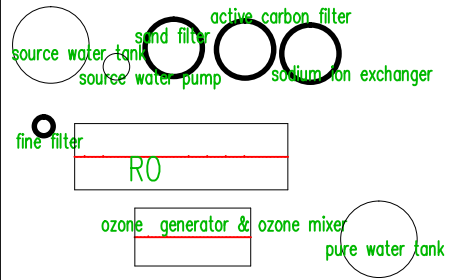 active carbon filter
sand filter
source water tank
source water pump
sodium ion exchanger
fine filter
RO
ozone generator & ozone mixer
pure water tank